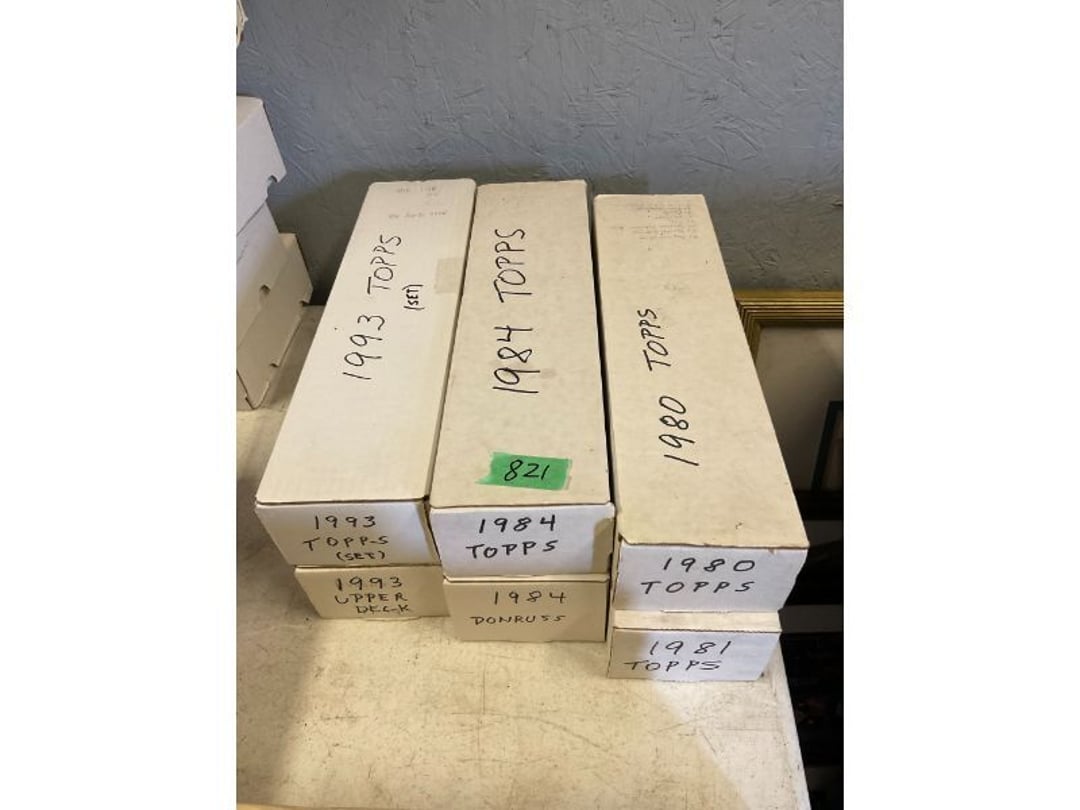 1993 TOPPS
(SET)
1984 TOPPS
1980 TOPPS
821
1993
TOPPS
(SET)
1984
TOPPS
1980
TOPPS
1993
UPPER
DECK
1984
DONRUSS
1981
TOPPS